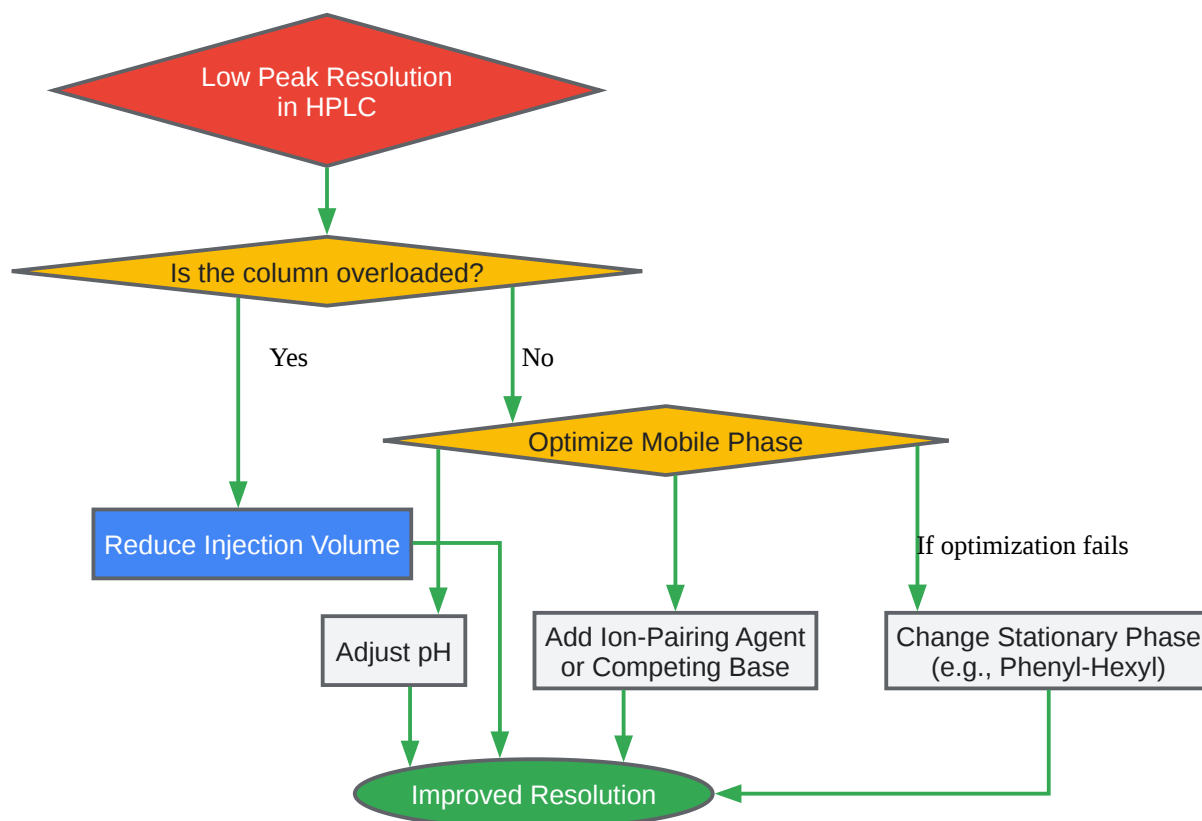 Low Peak Resolution
in HPLC
Is the column overloaded?
Yes
No
Optimize Mobile Phase
Reduce Injection Volume
If optimization fails
Adjust pH
Add Ion-Pairing Agent
or Competing Base
Change Stationary Phase
(e.g., Phenyl-Hexyl)
Improved Resolution